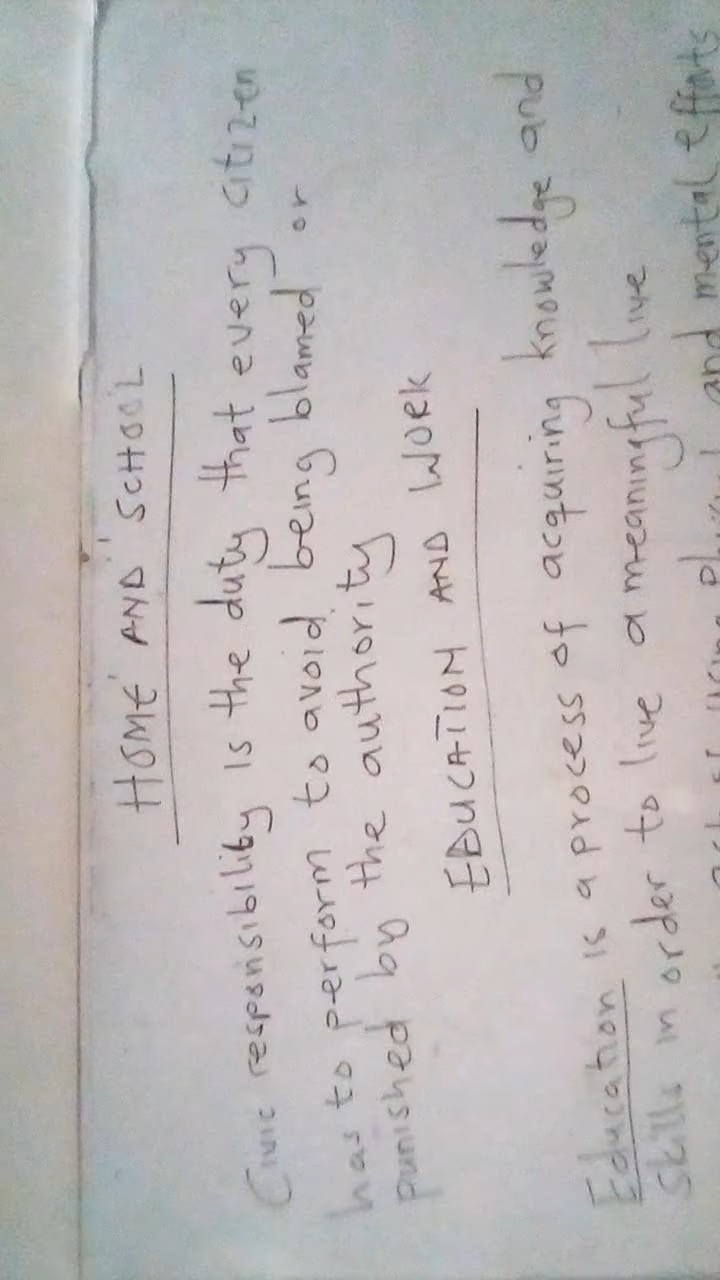 HOME AND SCHOOL
Civic responsibility is the duty that every citizen
has to perform to avoid being blamed or
punished by the authority
EDUCATION AND WORK
Education is a process of acquiring knowledge and
skills in order to live a meaningful live
and mental efforts